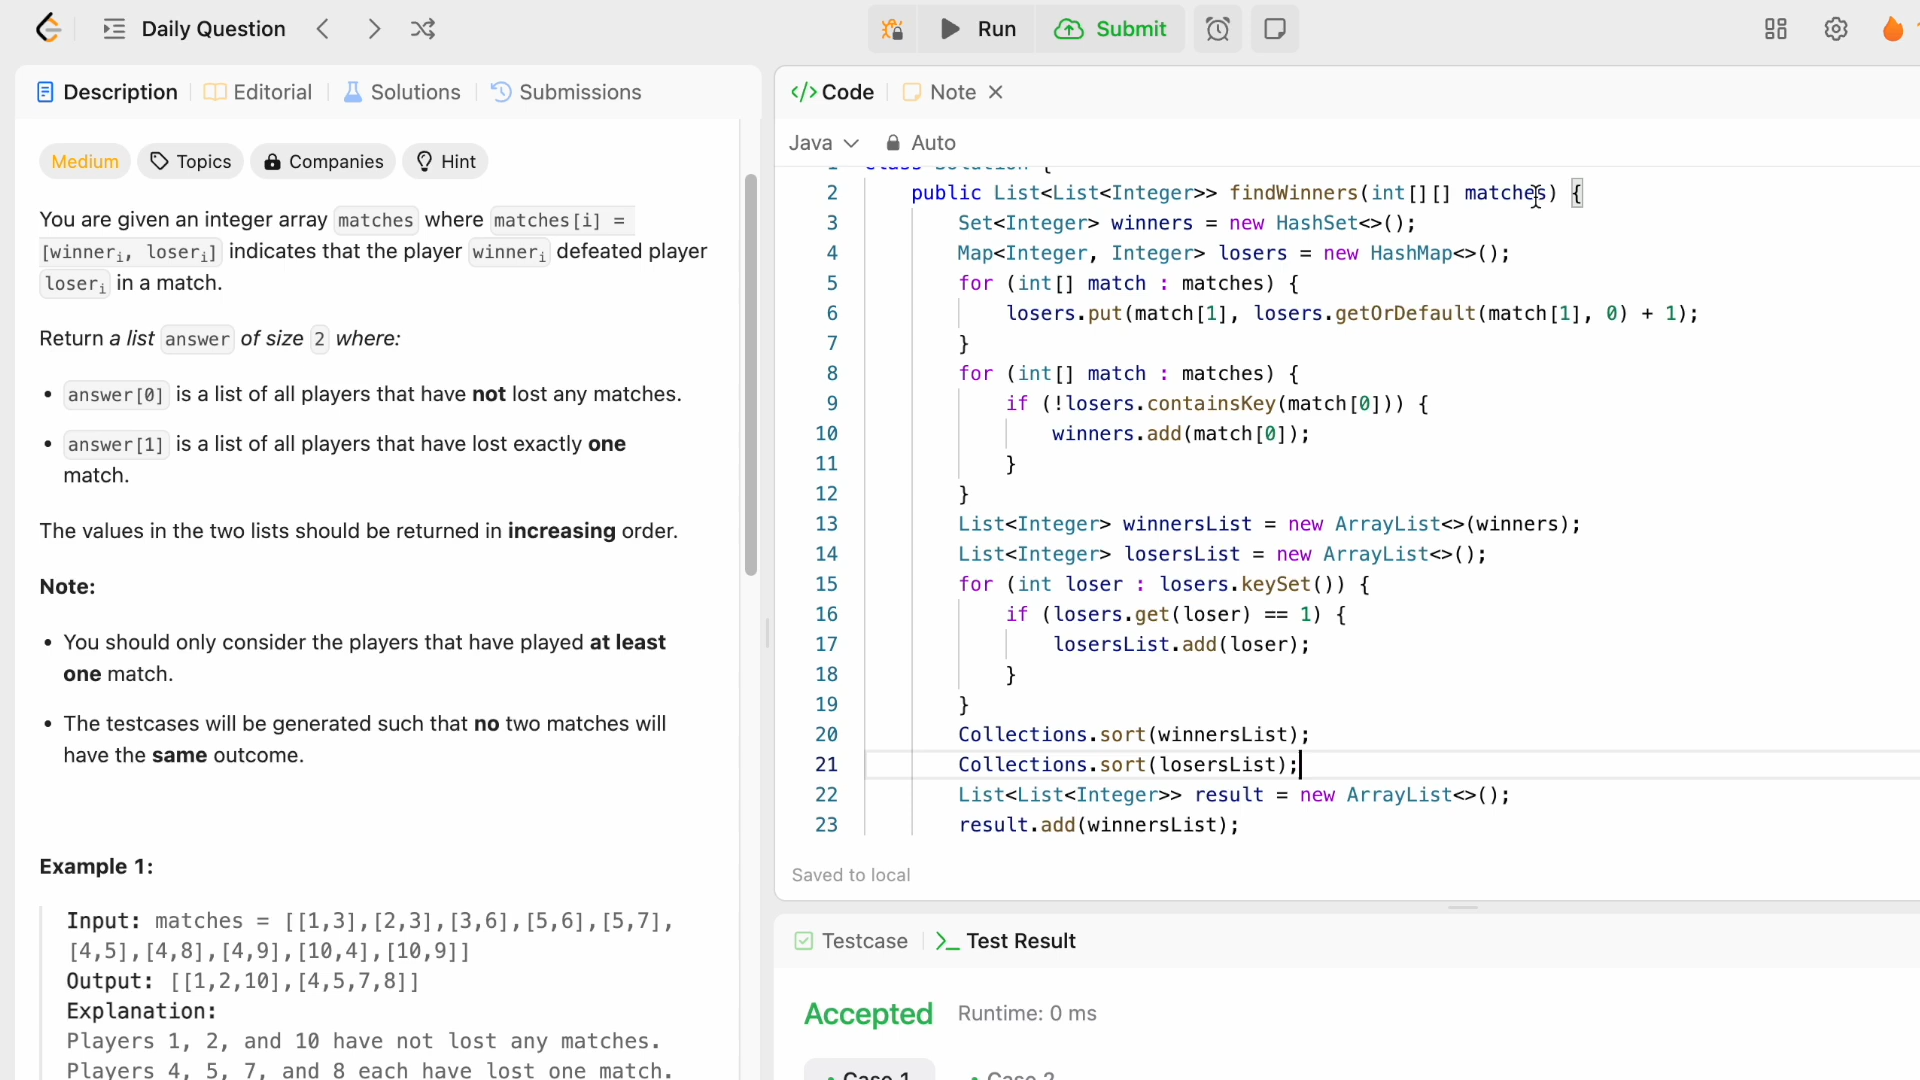 Daily Question
Run
Submit
Description
Editorial
Solutions
Submissions
Medium
Topics
Companies
Hint
You are given an integer array matches where matches[i] =
[winnerᵢ, loserᵢ] indicates that the player winnerᵢ defeated player
loserᵢ in a match.
Return a list answer of size 2 where:
• answer[0] is a list of all players that have not lost any matches.
• answer[1] is a list of all players that have lost exactly one
match.
The values in the two lists should be returned in increasing order.
Note:
• You should only consider the players that have played at least
one match.
• The testcases will be generated such that no two matches will
have the same outcome.
Example 1:
Input: matches = [[1,3],[2,3],[3,6],[5,6],[5,7],
[4,5],[4,8],[4,9],[10,4],[10,9]]
Output: [[1,2,10],[4,5,7,8]]
Explanation:
Players 1, 2, and 10 have not lost any matches.
Players 4, 5, 7, and 8 each have lost one match.
</> Code
Note
Java
Auto
1 class Solution {
2 public List<List<Integer>> findWinners(int[][] matches) {
3 Set<Integer> winners = new HashSet<>();
4 Map<Integer, Integer> losers = new HashMap<>();
5 for (int[] match : matches) {
6 losers.put(match[1], losers.getOrDefault(match[1], 0) + 1);
7 }
8 for (int[] match : matches) {
9 if (!losers.containsKey(match[0])) {
10 winners.add(match[0]);
11 }
12 }
13 List<Integer> winnersList = new ArrayList<>(winners);
14 List<Integer> losersList = new ArrayList<>();
15 for (int loser : losers.keySet()) {
16 if (losers.get(loser) == 1) {
17 losersList.add(loser);
18 }
19 }
20 Collections.sort(winnersList);
21 Collections.sort(losersList);
22 List<List<Integer>> result = new ArrayList<>();
23 result.add(winnersList);
Saved to local
Testcase
>_ Test Result
Accepted
Runtime: 0 ms
• Case 1
• Case 2